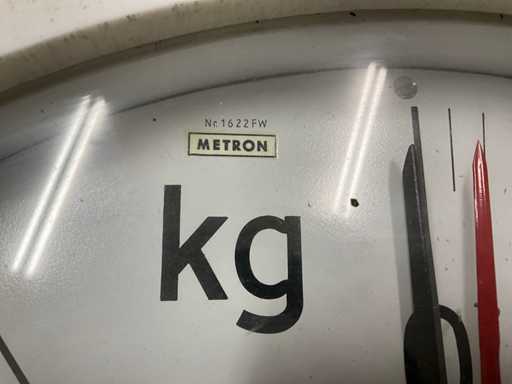 Nr. 1622FW
METRON
kg